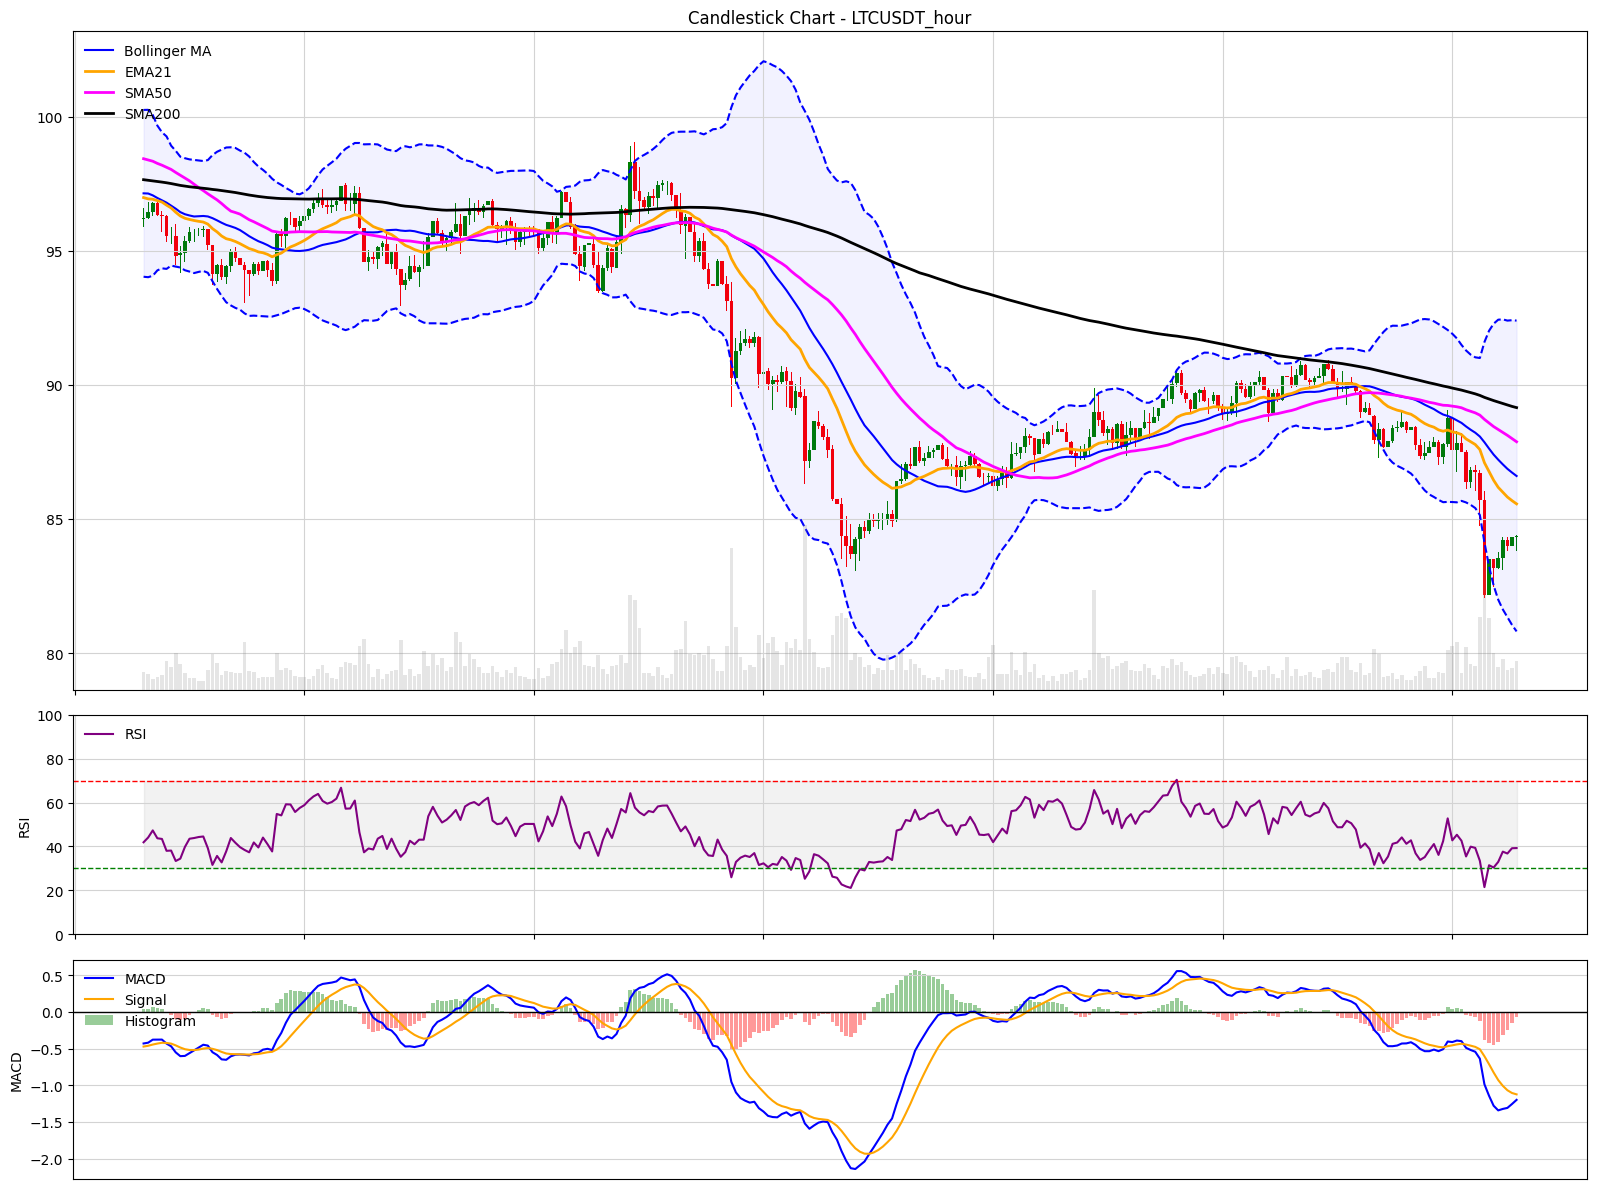 Candlestick Chart - LTCUSDT_hour
Bollinger MA
EMA21
SMA50
SMA200
100
95
90
85
80
RSI
100
80
60
40
20
0
RSI
MACD
Signal
Histogram
0.5
0.0
−0.5
−1.0
−1.5
−2.0
MACD